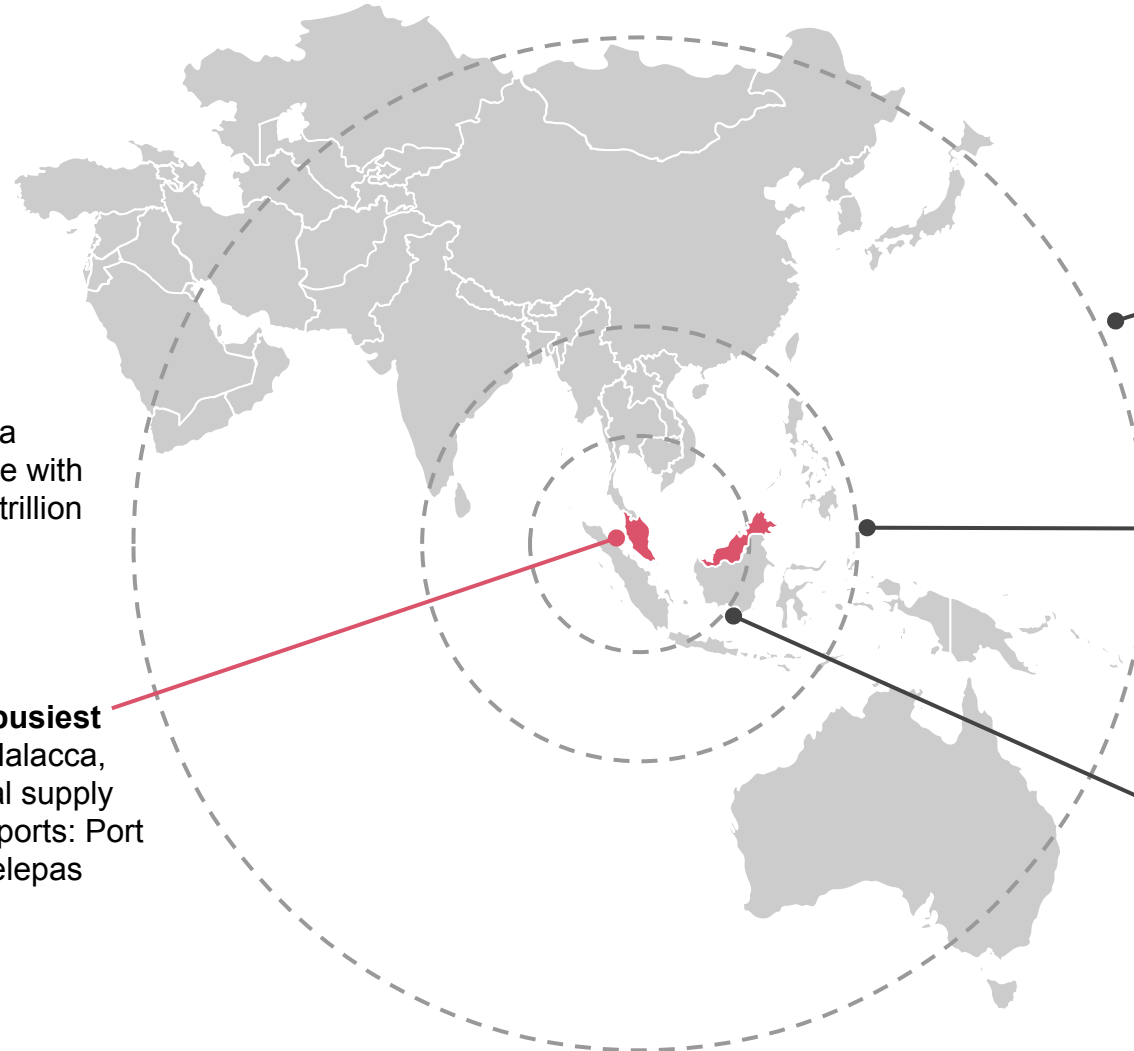 a
e with
trillion
busiest
Malacca,
al supply
ports: Port
elepas